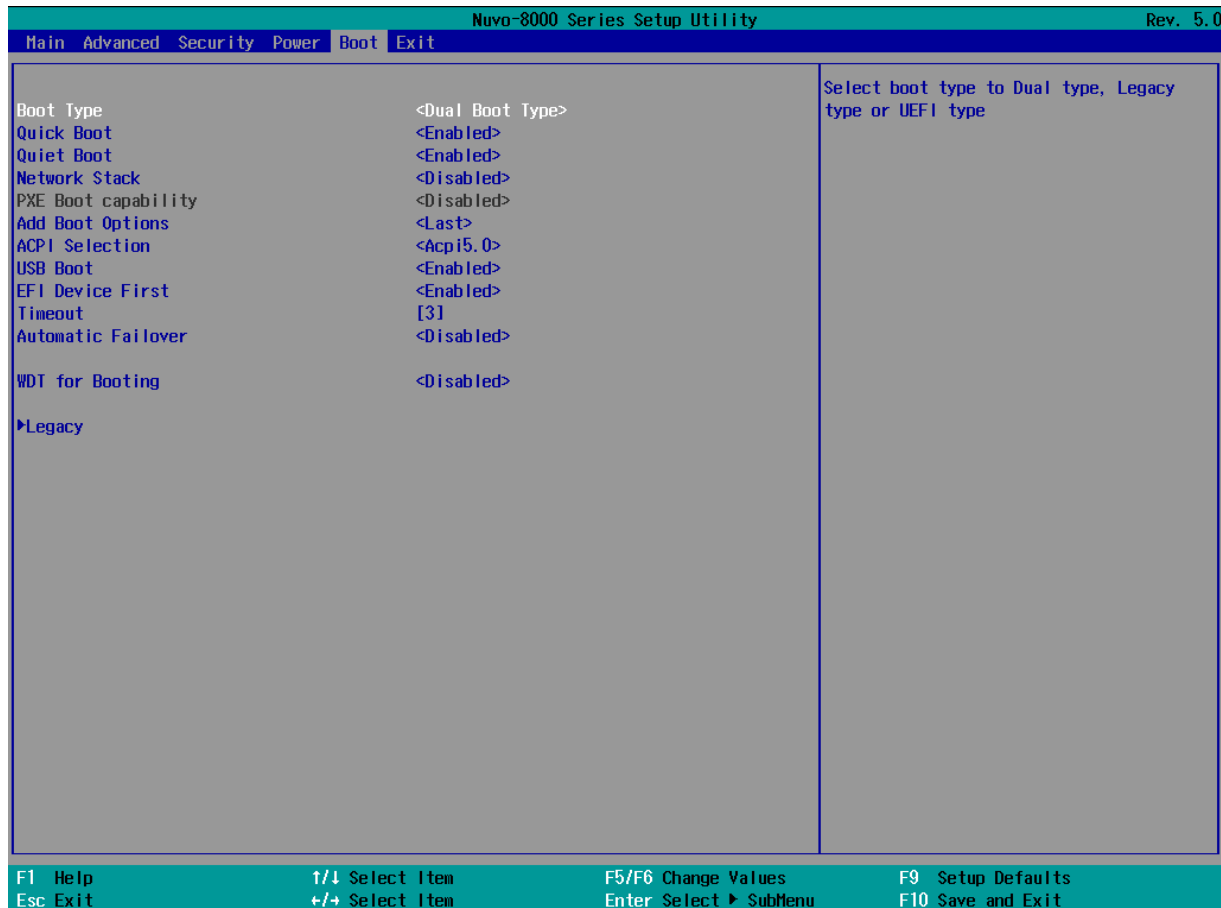 Nuvo-8000 Series Setup Utility Rev. 5.0
Main Advanced Security Power Boot Exit
Select boot type to Dual type, Legacy
type or UEFI type
Boot Type <Dual Boot Type>
Quick Boot <Enabled>
Quiet Boot <Enabled>
Network Stack <Disabled>
PXE Boot capability <Disabled>
Add Boot Options <Last>
ACPI Selection <Acpi5.0>
USB Boot <Enabled>
EFI Device First <Enabled>
Timeout [3]
Automatic Failover <Disabled>
WDT for Booting <Disabled>
▶Legacy
F1 Help ↑/↓ Select Item F5/F6 Change Values F9 Setup Defaults
Esc Exit ←/→ Select Item Enter Select ▶ SubMenu F10 Save and Exit